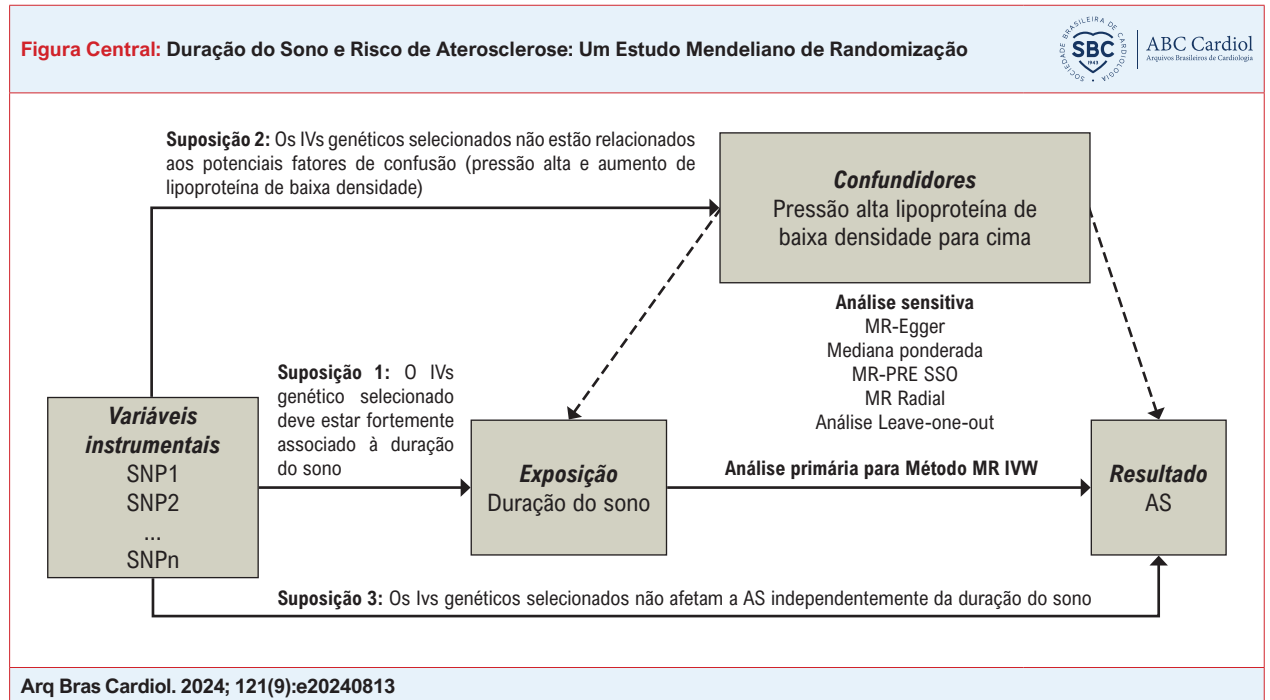 Figura Central: Duração do Sono e Risco de Aterosclerose: Um Estudo Mendeliano de Randomização
SOCIEDADE BRASILEIRA DE CARDIOLOGIA
SBC
1943
ABC Cardiol
Arquivos Brasileiros de Cardiologia
Suposição 2: Os IVs genéticos selecionados não estão relacionados
aos potenciais fatores de confusão (pressão alta e aumento de
lipoproteína de baixa densidade)
Confundidores
Pressão alta lipoproteína de
baixa densidade para cima
Análise sensitiva
MR-Egger
Mediana ponderada
MR-PRE SSO
MR Radial
Análise Leave-one-out
Suposição 1: O IVs
genético selecionado
deve estar fortemente
associado à duração
do sono
Variáveis
instrumentais
SNP1
SNP2
...
SNPn
Exposição
Duração do sono
Análise primária para Método MR IVW
Resultado
AS
Suposição 3: Os Ivs genéticos selecionados não afetam a AS independentemente da duração do sono
Arq Bras Cardiol. 2024; 121(9):e20240813